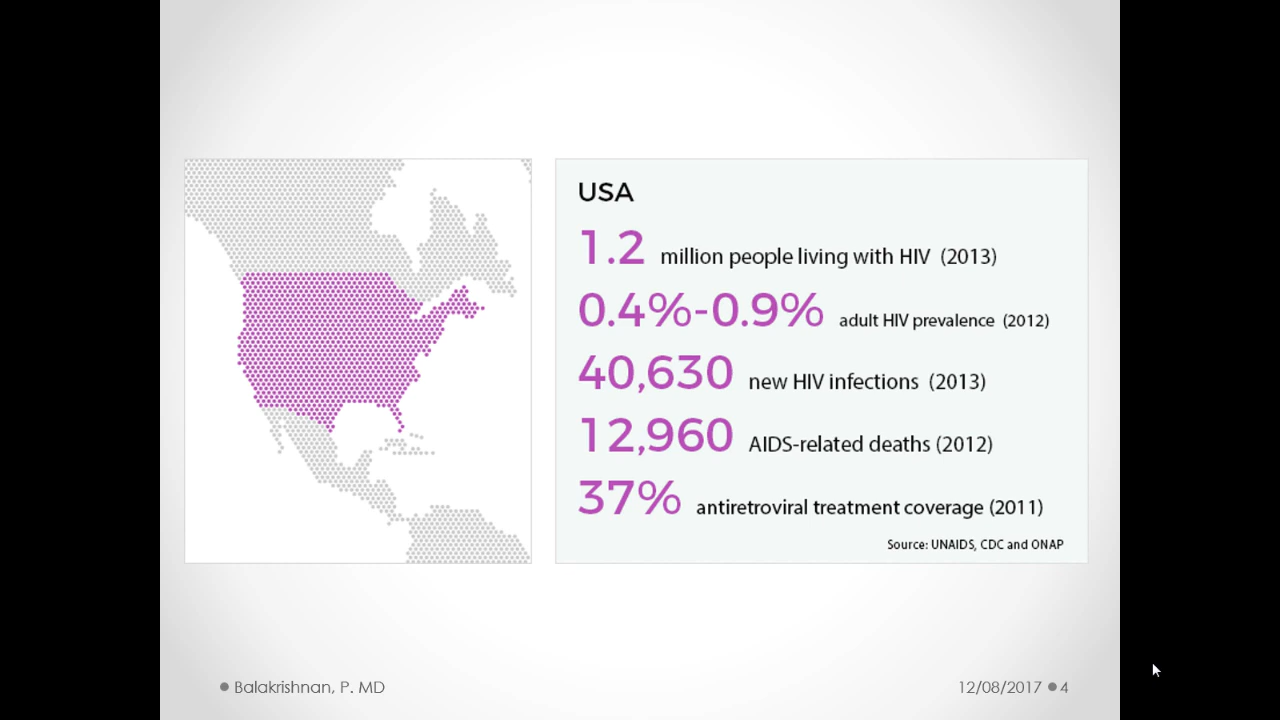 USA
1.2 million people living with HIV (2013)
0.4%-0.9% adult HIV prevalence (2012)
40,630 new HIV infections (2013)
12,960 AIDS-related deaths (2012)
37% antiretroviral treatment coverage (2011)
Source: UNAIDS, CDC and ONAP
Balakrishnan, P. MD
12/08/2017 4